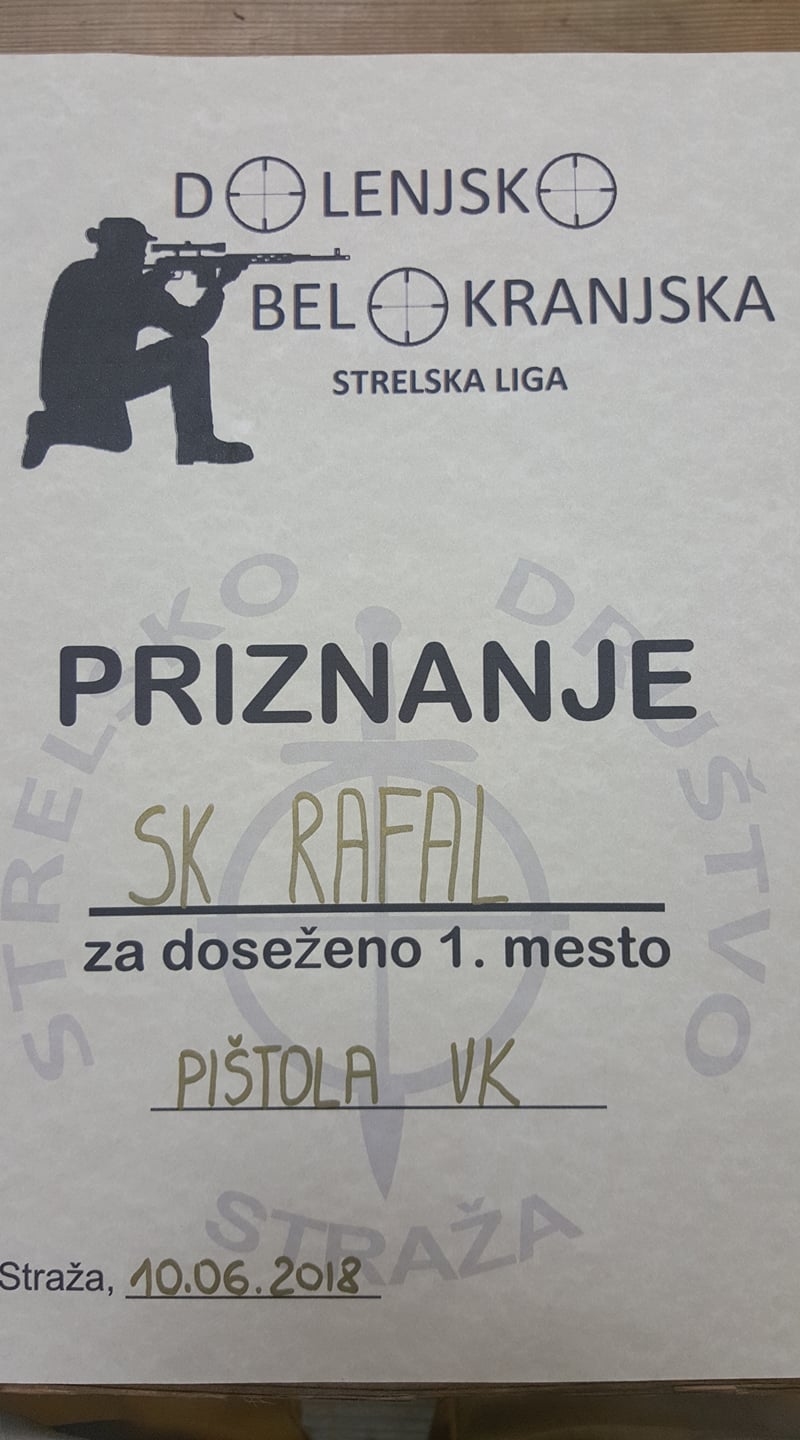 DOLENJSKO
BELOKRANJSKA
STRELSKA LIGA
STRELSKO DRUŠTVO
PRIZNANJE
SK RAFAL
za doseženo 1. mesto
PIŠTOLA VK
STRAŽA
Straža, 10.06.2018